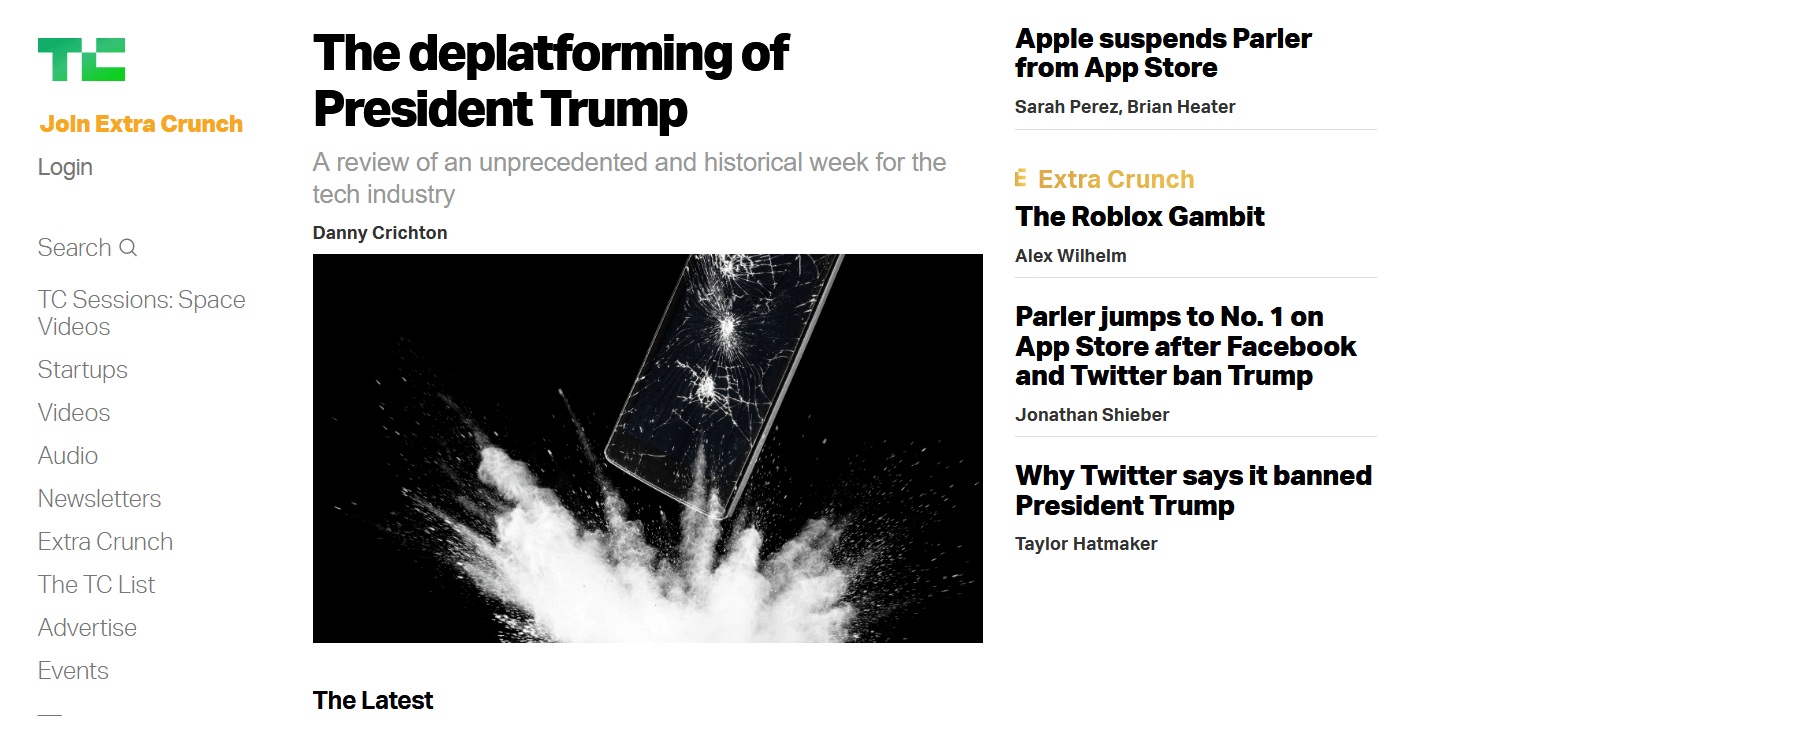 TC
Join Extra Crunch
Login
Search
TC Sessions: Space
Videos
Startups
Videos
Audio
Newsletters
Extra Crunch
The TC List
Advertise
Events
—
The deplatforming of
President Trump
A review of an unprecedented and historical week for the
tech industry
Danny Crichton
The Latest
Apple suspends Parler
from App Store
Sarah Perez, Brian Heater
Extra Crunch
The Roblox Gambit
Alex Wilhelm
Parler jumps to No. 1 on
App Store after Facebook
and Twitter ban Trump
Jonathan Shieber
Why Twitter says it banned
President Trump
Taylor Hatmaker